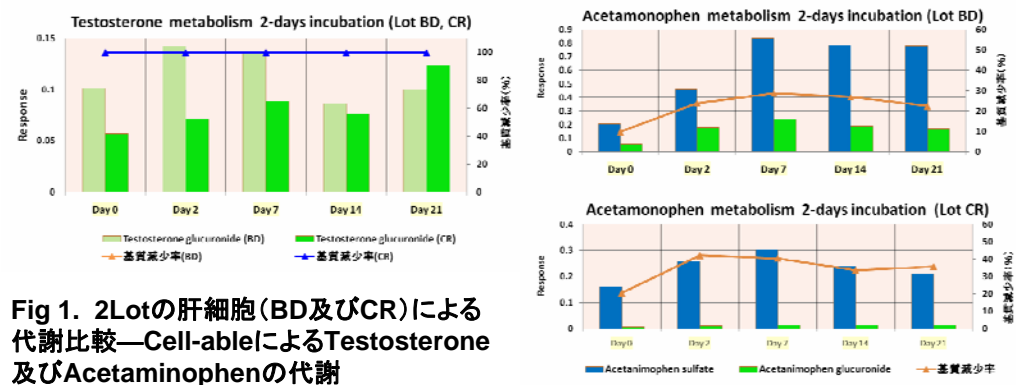 Testosterone metabolism 2-days incubation (Lot BD, CR)
0.15
0.1
0.05
0
Response
100
80
60
40
20
0
基質減少率(%)
Day 0
Day 2
Day 7
Day 14
Day 21
Testosterone glucuronide (BD)
Testosterone glucuronide (CR)
基質減少率(BD)
基質減少率(CR)
Fig 1. 2Lotの肝細胞(BD及びCR)による
代謝比較―Cell-ableによるTestosterone
及びAcetaminophenの代謝
Acetamonophen metabolism 2-days incubation (Lot BD)
0.9
0.8
0.7
0.6
0.5
0.4
0.3
0.2
0.1
0
Response
60
50
40
30
20
10
0
基質減少率(%)
Day 0
Day 2
Day 7
Day 14
Day 21
Acetamonophen metabolism 2-days incubation (Lot CR)
0.4
0.3
0.2
0.1
0
Response
60
50
40
30
20
10
0
基質減少率(%)
Day 0
Day 2
Day 7
Day 14
Day 21
Acetanimophen sulfate
Acetanimophen glucuronide
基質減少率